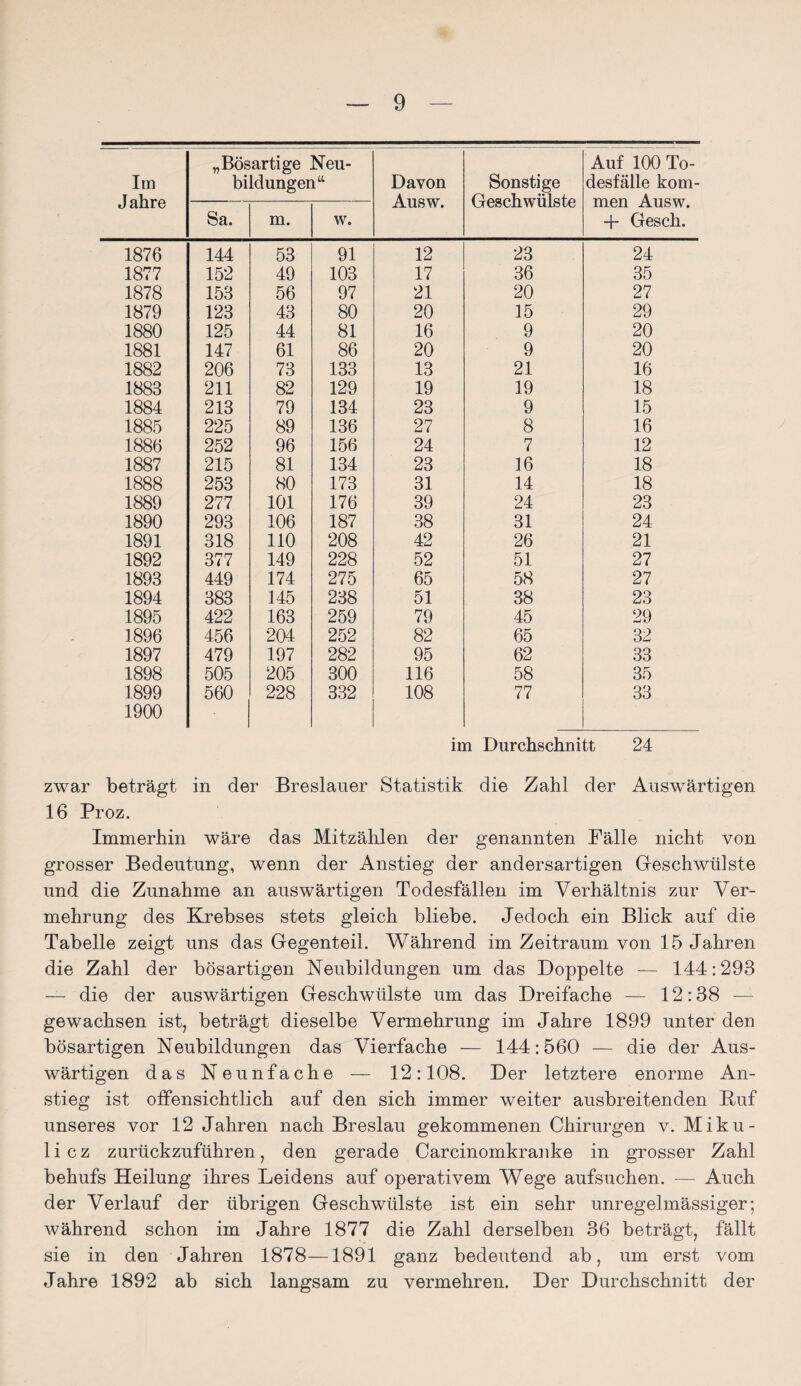 — 9 —
Im Jahre | „Bösartige Neubildungen“ Sa. | m. | w. | Davon Ausw. | Sonstige Geschwülste | Auf 100 Todesfälle kommen Ausw. + Gesch.
1876 144 53 91 12 23 24
1877 152 49 103 17 36 35
1878 153 56 97 21 20 27
1879 123 43 80 20 15 29
1880 125 44 81 16 9 20
1881 147 61 86 20 9 20
1882 206 73 133 13 21 16
1883 211 82 129 19 19 18
1884 213 79 134 23 9 15
1885 225 89 136 27 8 16
1886 252 96 156 24 7 12
1887 215 81 134 23 16 18
1888 253 80 173 31 14 18
1889 277 101 176 39 24 23
1890 293 106 187 38 31 24
1891 318 110 208 42 26 21
1892 377 149 228 52 51 27
1893 449 174 275 65 58 27
1894 383 145 238 51 38 23
1895 422 163 259 79 45 29
1896 456 204 252 82 65 32
1897 479 197 282 95 62 33
1898 505 205 300 116 58 35
1899 560 228 332 108 77 33
1900
im Durchschnitt 24
zwar beträgt in der Breslauer Statistik die Zahl der Auswärtigen
16 Proz.
Immerhin wäre das Mitzählen der genannten Fälle nicht von
grosser Bedeutung, wenn der Anstieg der andersartigen Geschwülste
und die Zunahme an auswärtigen Todesfällen im Verhältnis zur Ver-
mehrung des Krebses stets gleich bliebe. Jedoch ein Blick auf die
Tabelle zeigt uns das Gegenteil. Während im Zeitraum von 15 Jahren
die Zahl der bösartigen Neubildungen um das Doppelte — 144:293
— die der auswärtigen Geschwülste um das Dreifache — 12:38 —
gewachsen ist, beträgt dieselbe Vermehrung im Jahre 1899 unter den
bösartigen Neubildungen das Vierfache — 144:560 — die der Aus-
wärtigen das Neunfache — 12:108. Der letztere enorme An-
stieg ist offensichtlich auf den sich immer weiter ausbreitenden Ruf
unseres vor 12 Jahren nach Breslau gekommenen Chirurgen v. Miku-
licz zurückzuführen, den gerade Carcinomkranke in grosser Zahl
behufs Heilung ihres Leidens auf operativem Wege aufsuchen. — Auch
der Verlauf der übrigen Geschwülste ist ein sehr unregelmässiger;
während schon im Jahre 1877 die Zahl derselben 36 beträgt, fällt
sie in den Jahren 1878—1891 ganz bedeutend ab, um erst vom
Jahre 1892 ab sich langsam zu vermehren. Der Durchschnitt der